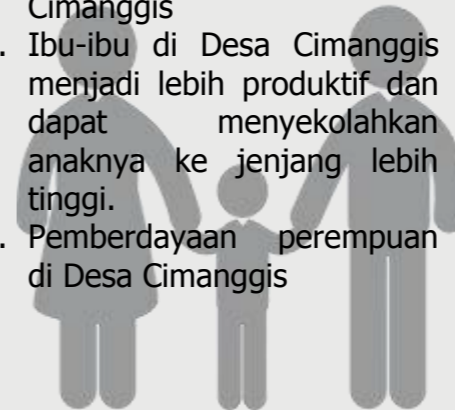 Cimanggis
. Ibu-ibu di Desa Cimanggis
menjadi lebih produktif dan
dapat menyekolahkan
anaknya ke jenjang lebih
tinggi.
. Pemberdayaan perempuan
di Desa Cimanggis